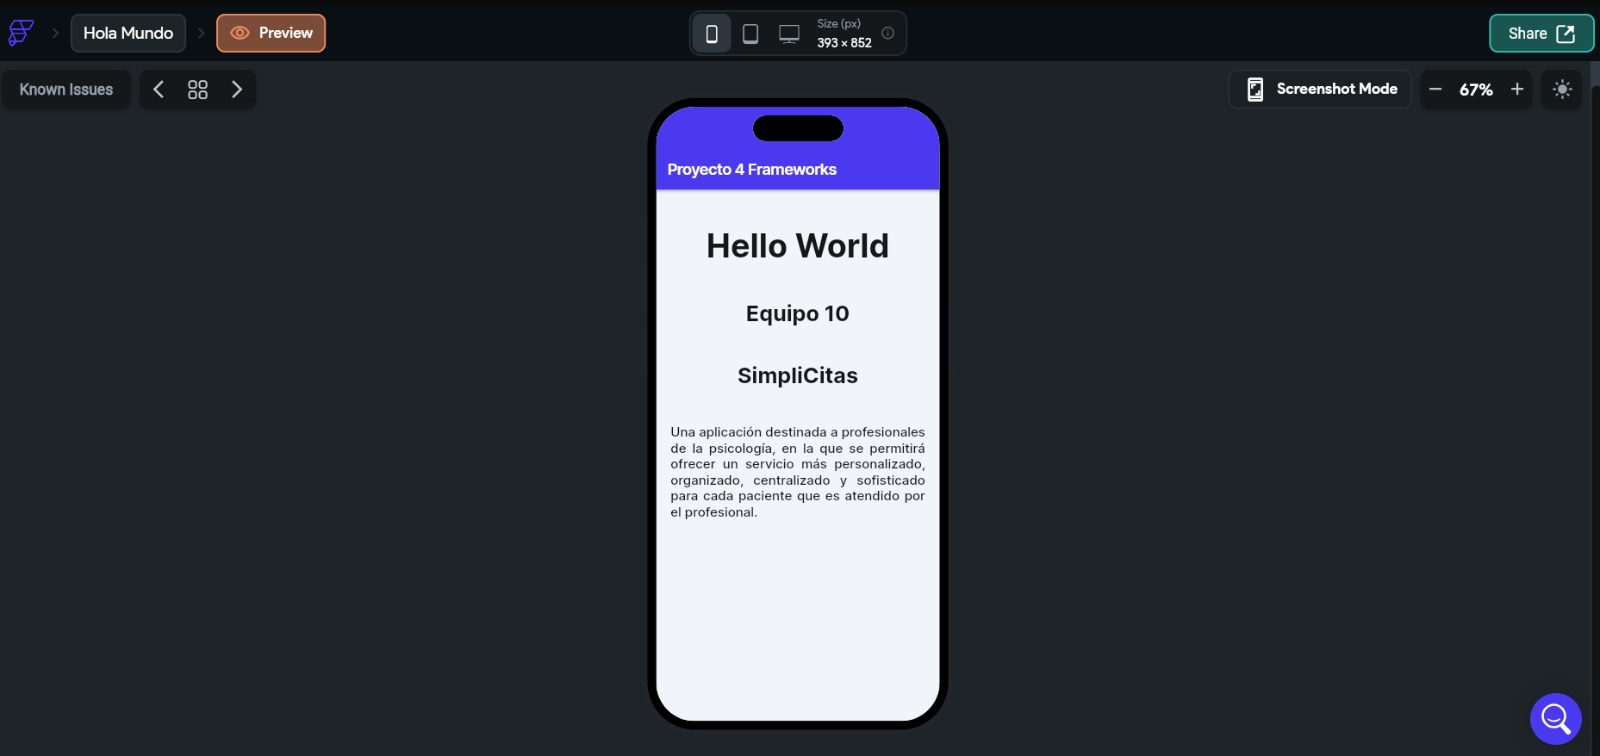 Hola Mundo
Preview
Size (px)
393 × 852
Share
Known Issues
Screenshot Mode
67%
Proyecto 4 Frameworks
Hello World
Equipo 10
SimpliCitas
Una aplicación destinada a profesionales
de la psicología, en la que se permitirá
ofrecer un servicio más personalizado,
organizado, centralizado y sofisticado
para cada paciente que es atendido por
el profesional.